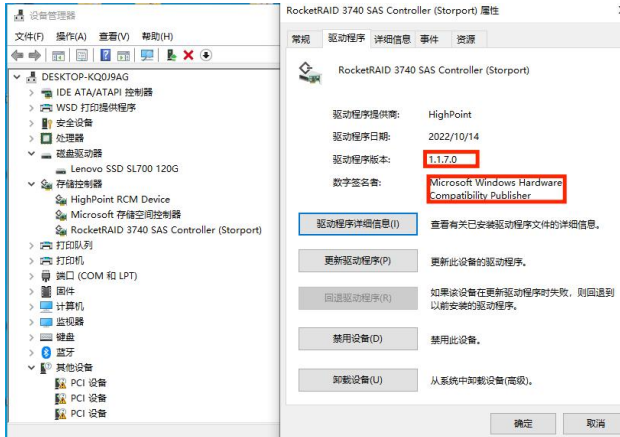 设备管理器
文件(F) 操作(A) 查看(V) 帮助(H)
DESKTOP-KQ0J9AG
IDE ATA/ATAPI 控制器
WSD 打印提供程序
安全设备
处理器
磁盘驱动器
Lenovo SSD SL700 120G
存储控制器
HighPoint RCM Device
Microsoft 存储空间控制器
RocketRAID 3740 SAS Controller (Storport)
打印队列
打印机
端口 (COM 和 LPT)
固件
计算机
监视器
键盘
蓝牙
其他设备
PCI 设备
PCI 设备
PCI 设备
RocketRAID 3740 SAS Controller (Storport) 属性
常规 驱动程序 详细信息 事件 资源
RocketRAID 3740 SAS Controller (Storport)
驱动程序提供商: HighPoint
驱动程序日期: 2022/10/14
驱动程序版本: 1.1.7.0
数字签名者: Microsoft Windows Hardware
Compatibility Publisher
驱动程序详细信息(I) 查看有关已安装驱动程序文件的详细信息。
更新驱动程序(P) 更新此设备的驱动程序。
回退驱动程序(R) 如果该设备在更新驱动程序时失败，则回退到
以前安装的驱动程序。
禁用设备(D) 禁用此设备。
卸载设备(U) 从系统中卸载设备(高级)。
确定 取消